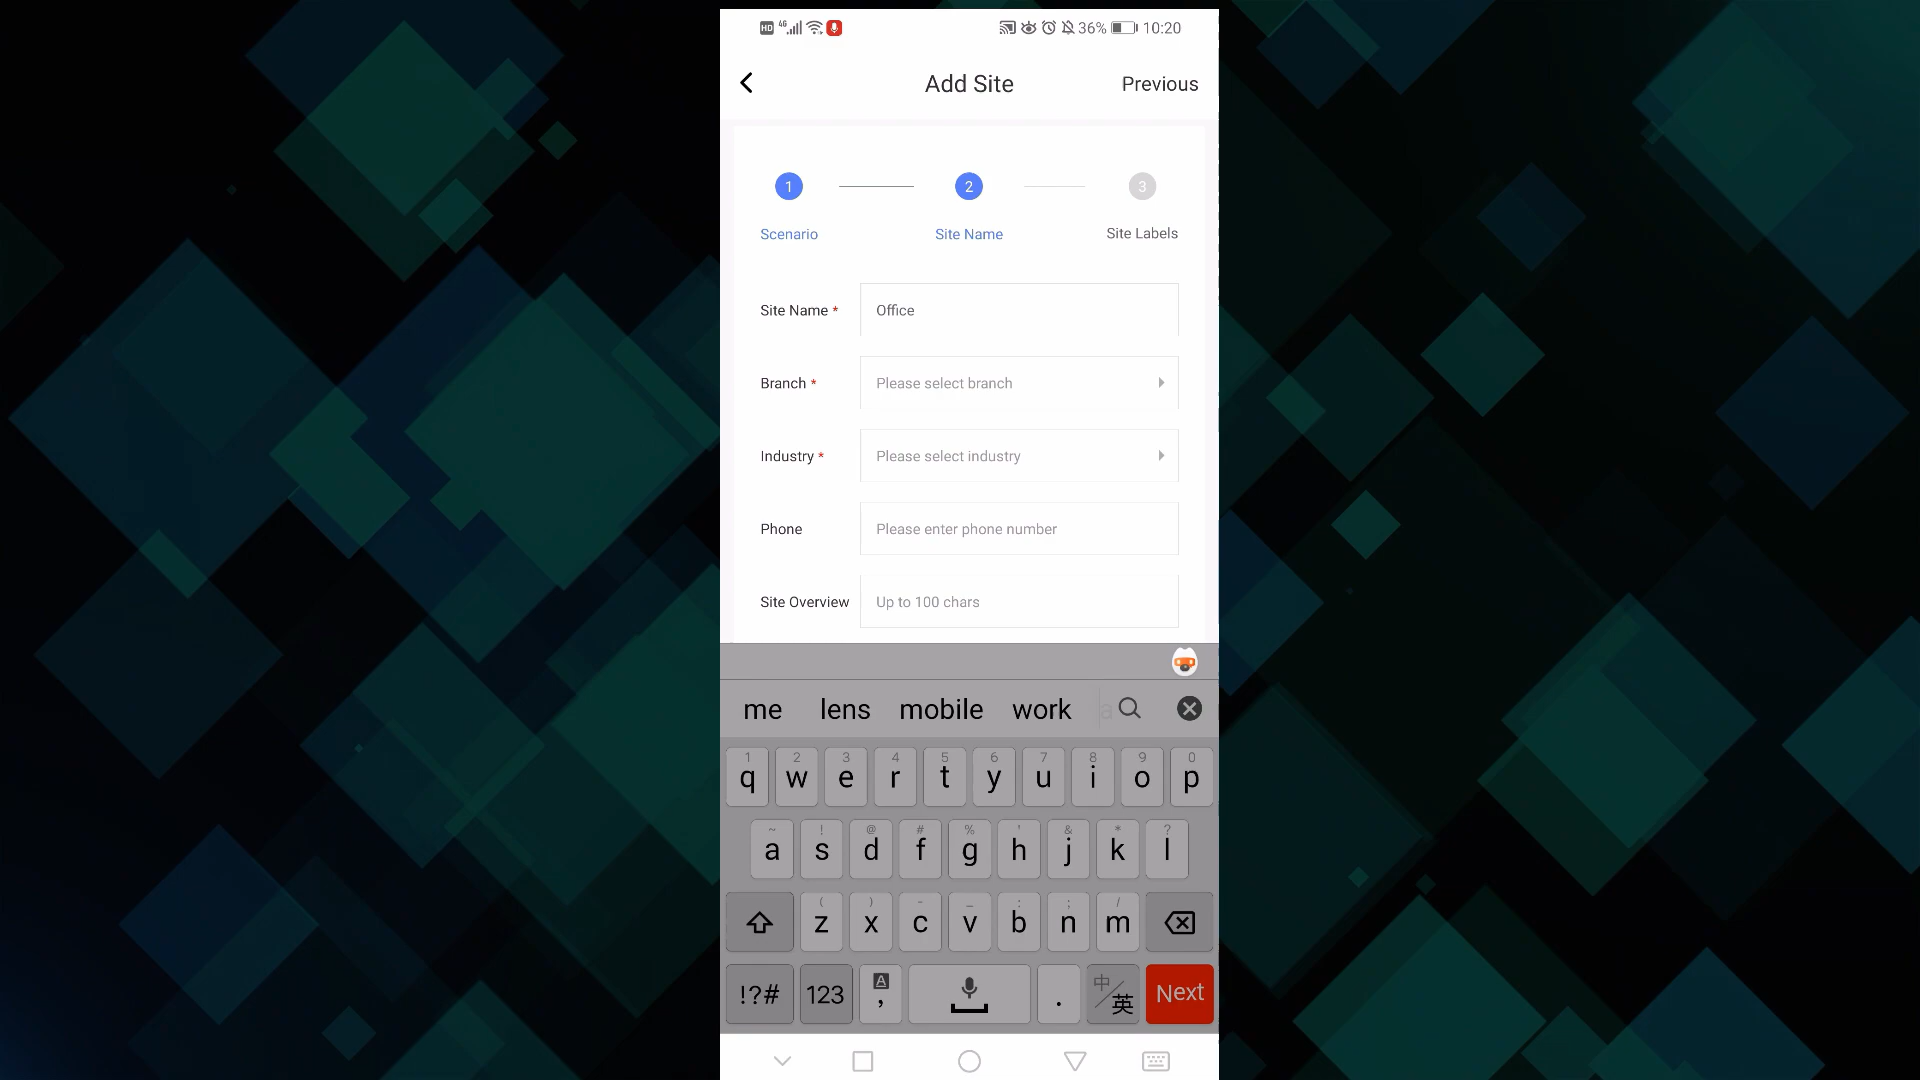 HD 4G 36% 10:20
Add Site Previous
1 2 3
Scenario Site Name Site Labels
Site Name * Office
Branch * Please select branch
Industry * Please select industry
Phone Please enter phone number
Site Overview Up to 100 chars
me lens mobile work a
1 2 3 4 5 6 7 8 9 0
q w e r t y u i o p
~ ! @ # % ' & * ?
a s d f g h j k l
( ) - _ : ; /
z x c v b n m
!?# 123 A , . 中/英 Next